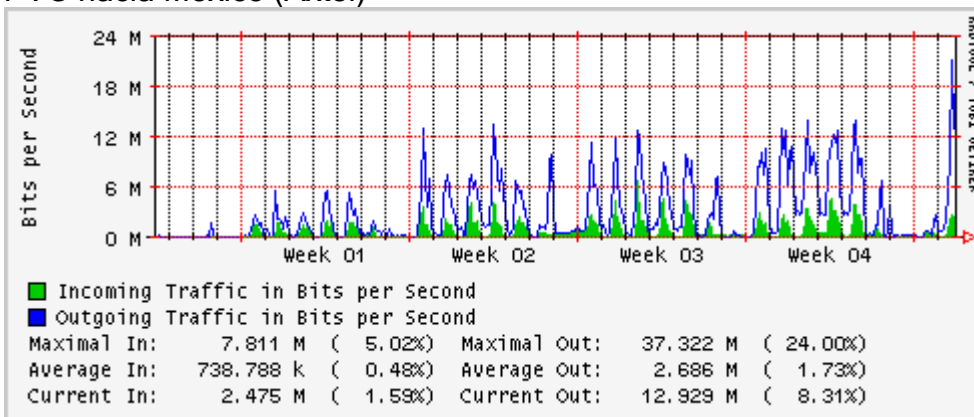 24 M
18 M
12 M
6 M
0 M
Bits per Second
Week 01 Week 02 Week 03 Week 04
Incoming Traffic in Bits per Second
Outgoing Traffic in Bits per Second
Maximal In: 7.811 M ( 5.02%) Maximal Out: 37.322 M ( 24.00%)
Average In: 738.788 k ( 0.48%) Average Out: 2.686 M ( 1.73%)
Current In: 2.475 M ( 1.59%) Current Out: 12.929 M ( 8.31%)